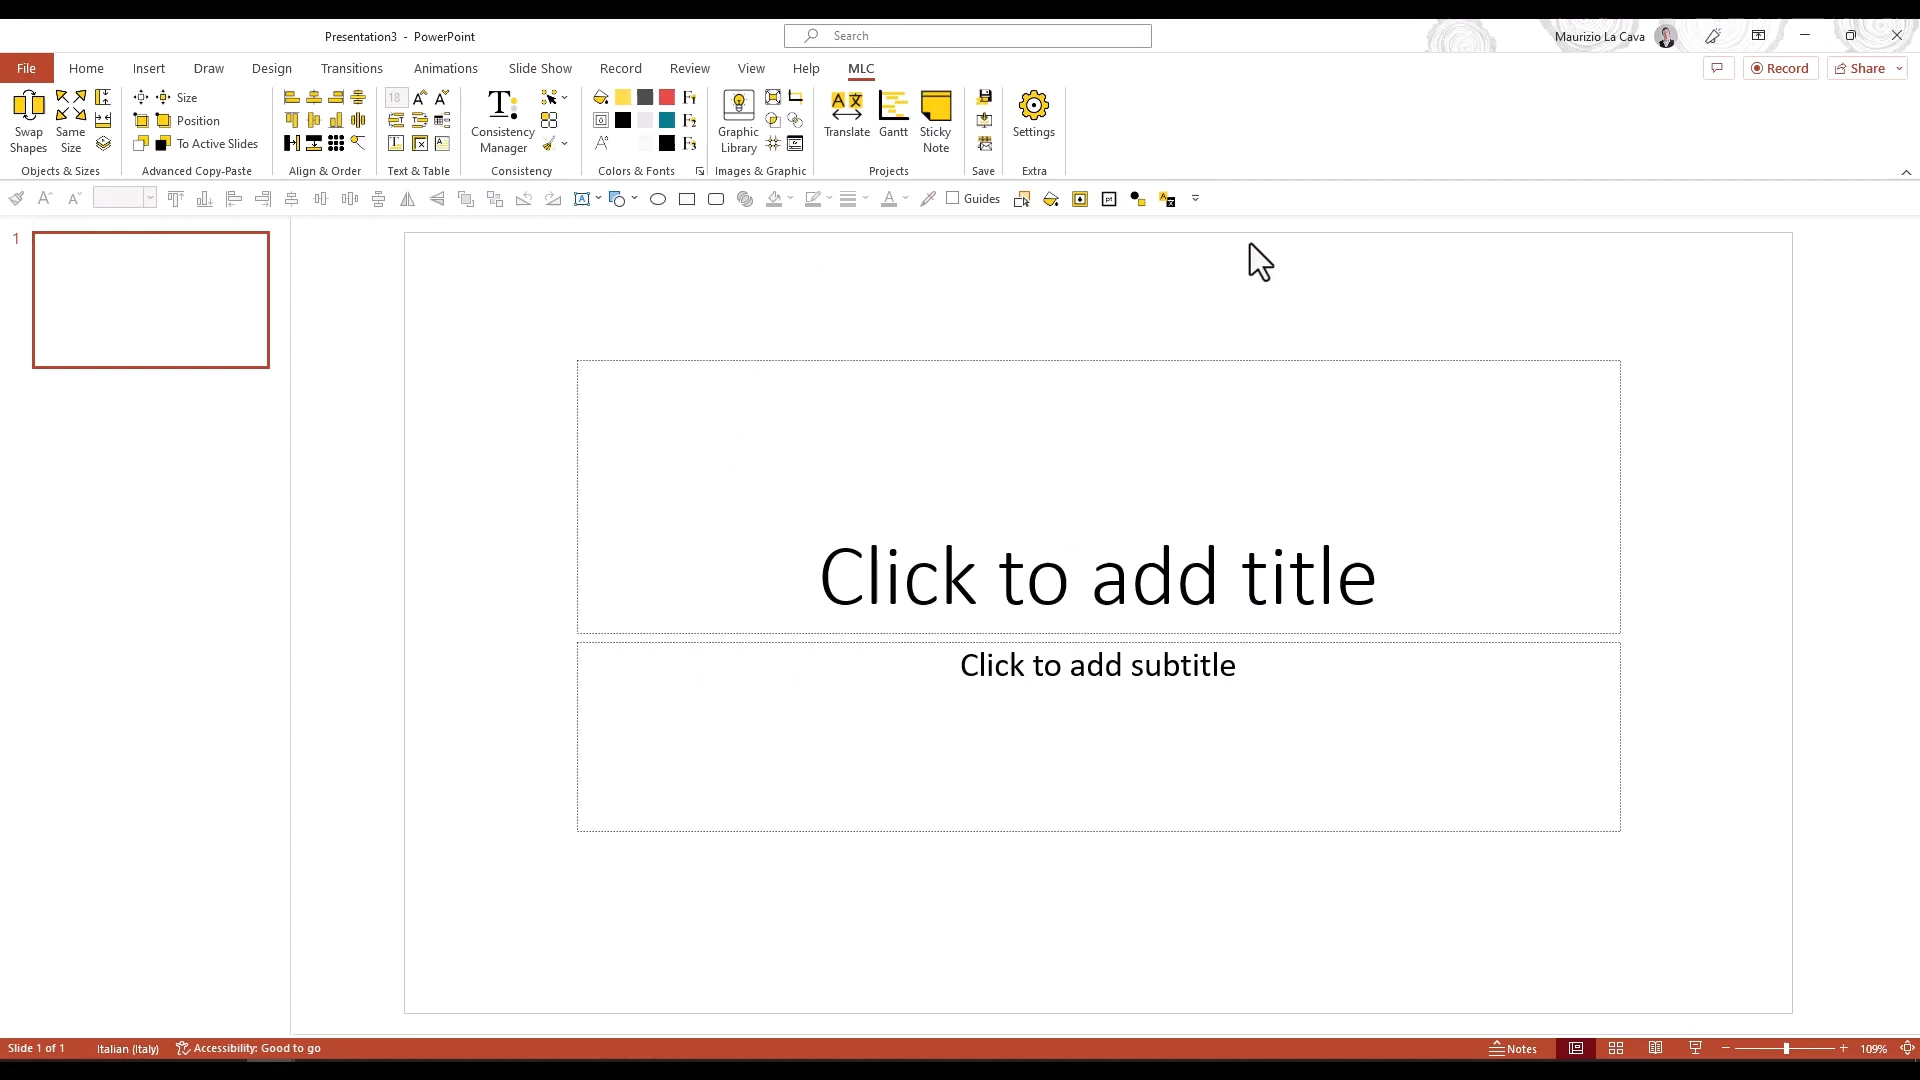 Presentation3 - PowerPoint
Search
Maurizio La Cava
File Home Insert Draw Design Transitions Animations Slide Show Record Review View Help MLC
Record Share
Swap Shapes
Same Size
Size
Position
To Active Slides
18
Consistency Manager
F1
F2
F3
Graphic Library
Translate
Gantt
Sticky Note
Settings
Objects & Sizes
Advanced Copy-Paste
Align & Order
Text & Table
Consistency
Colors & Fonts
Images & Graphic
Projects
Save
Extra
Guides
1
Click to add title
Click to add subtitle
Slide 1 of 1
Italian (Italy)
Accessibility: Good to go
Notes
109%